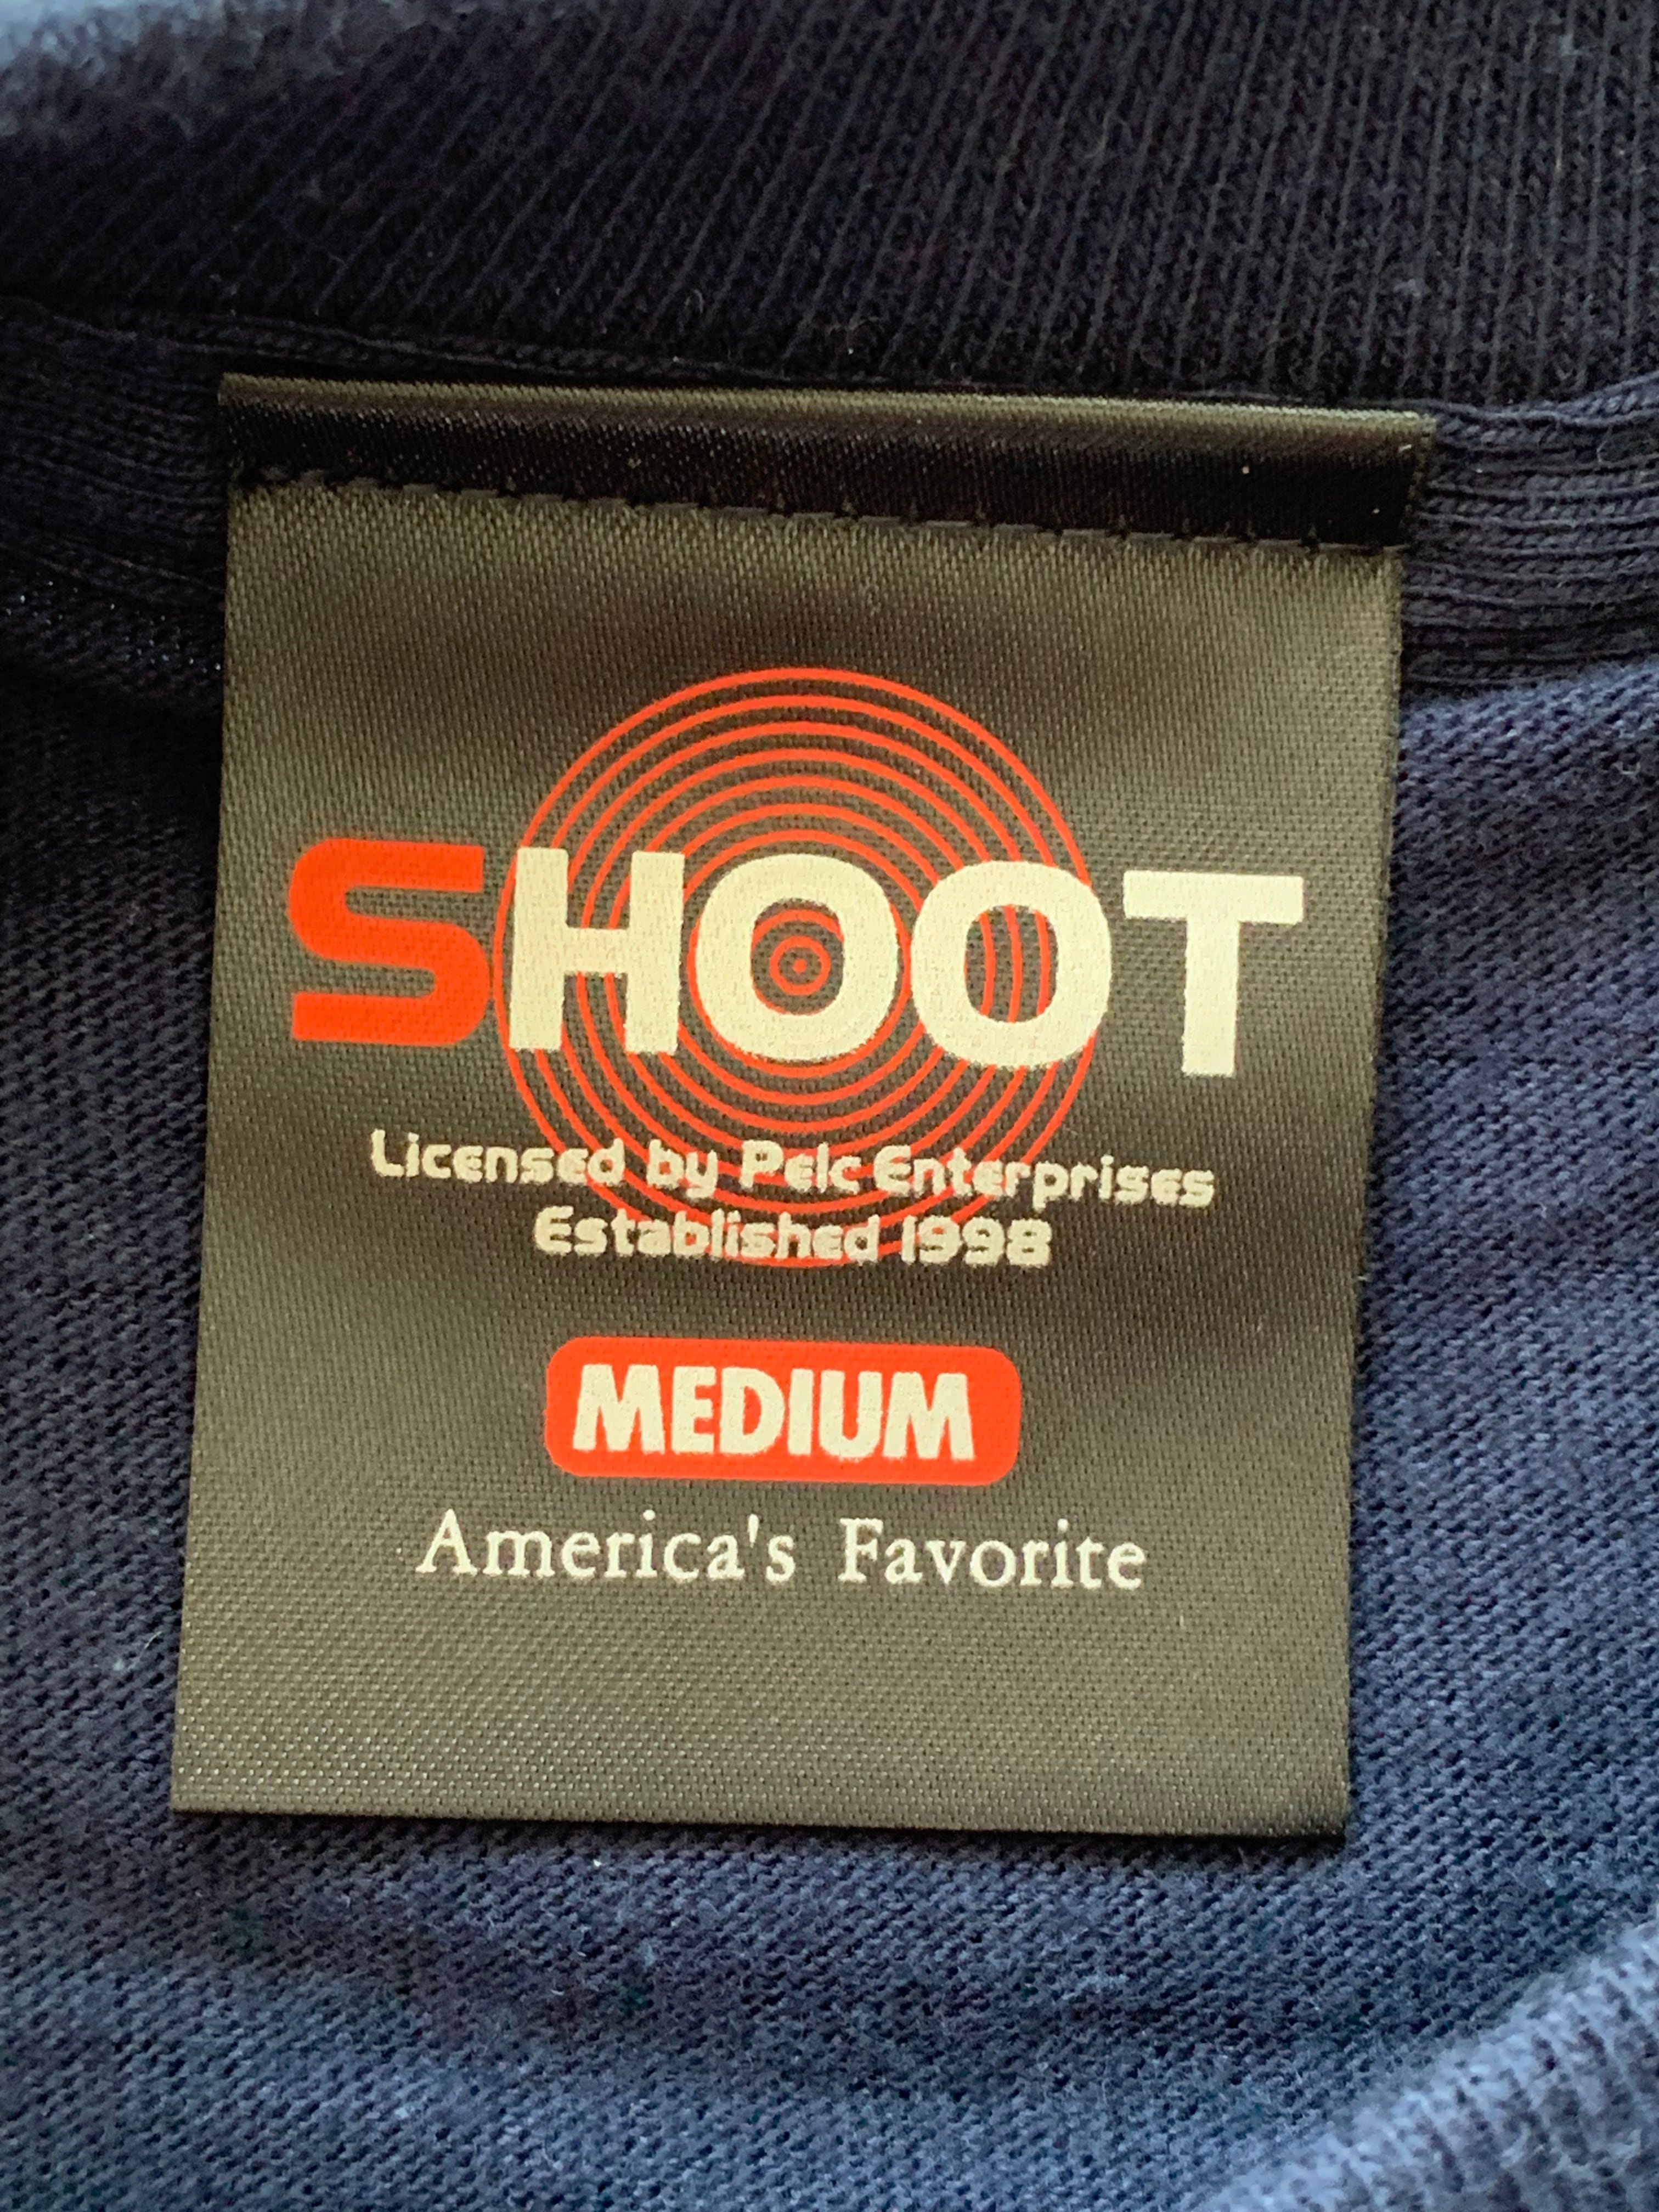 SHOOT
Licensed by Pelc Enterprises
Established 1998
MEDIUM
America's Favorite